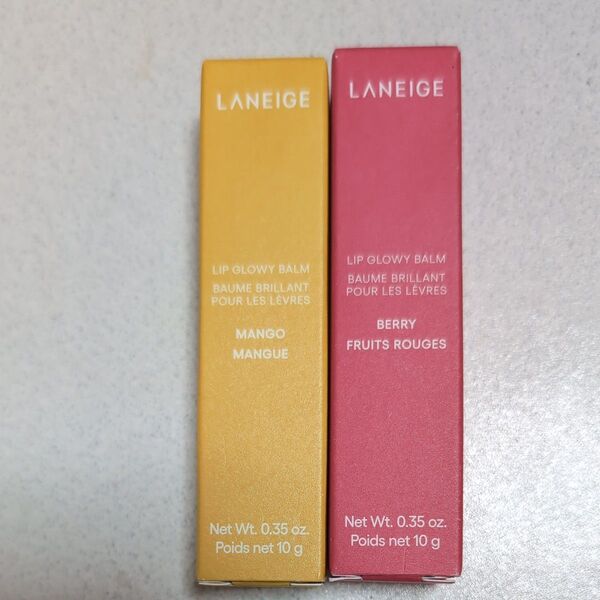 LANEIGE
LIP GLOWY BALM
BAUME BRILLANT
POUR LES LÈVRES
MANGO
MANGUE
Net Wt. 0.35 oz.
Poids net 10 g
LANEIGE
LIP GLOWY BALM
BAUME BRILLANT
POUR LES LÈVRES
BERRY
FRUITS ROUGES
Net Wt. 0.35 oz.
Poids net 10 g